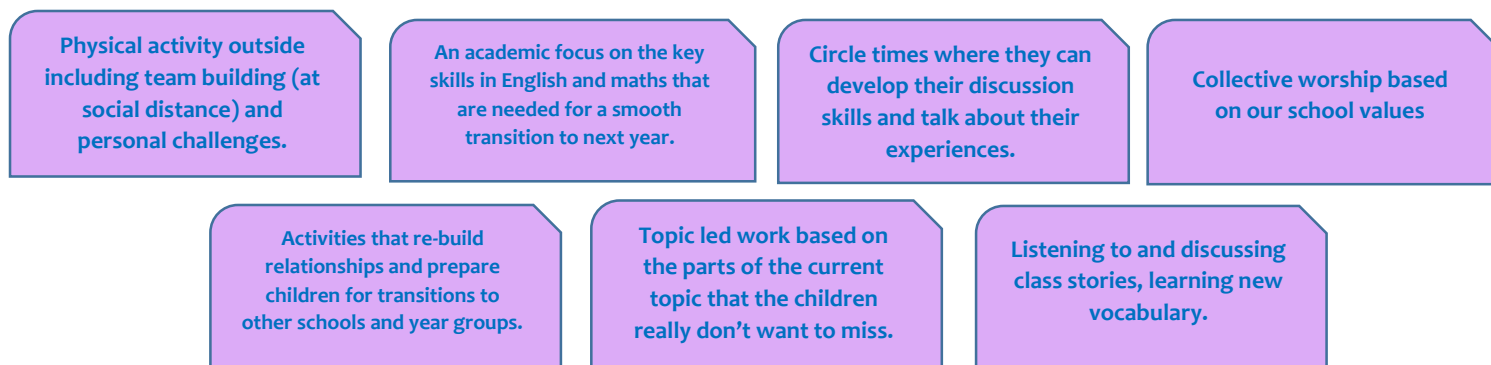 Physical activity outside
including team building (at
social distance) and
personal challenges.
An academic focus on the key
skills in English and maths that
are needed for a smooth
transition to next year.
Circle times where they can
develop their discussion
skills and talk about their
experiences.
Collective worship based
on our school values
Activities that re-build
relationships and prepare
children for transitions to
other schools and year groups.
Topic led work based on
the parts of the current
topic that the children
really don’t want to miss.
Listening to and discussing
class stories, learning new
vocabulary.